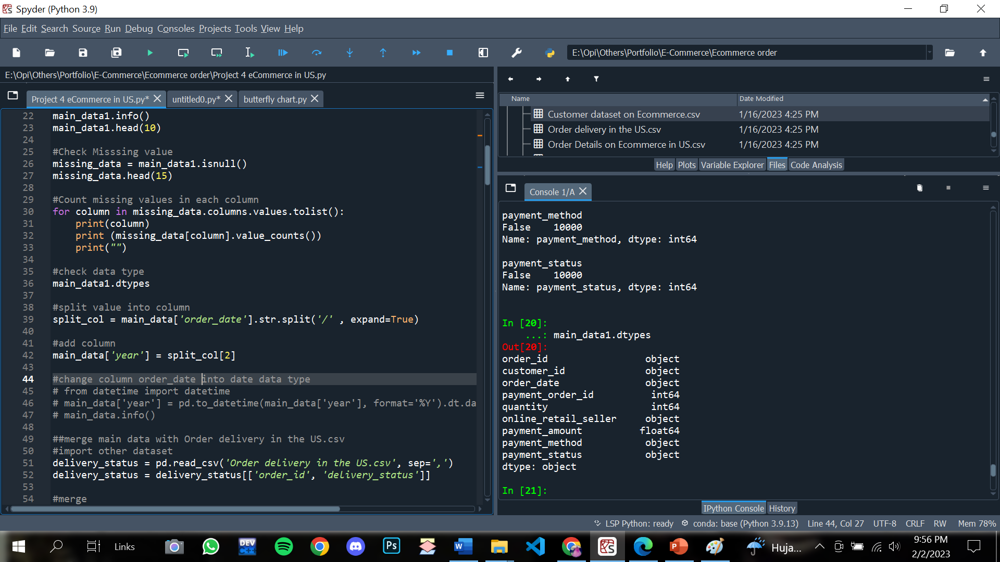 Spyder (Python 3.9)
File Edit Search Source Run Debug Consoles Projects Tools View Help
E:\Opi\Others\Portfolio\E-Commerce\Ecommerce order
E:\Opi\Others\Portfolio\E-Commerce\Ecommerce order\Project 4 eCommerce in US.py
Project 4 eCommerce in US.py* untitled0.py* butterfly chart.py
22 main_data1.info()
23 main_data1.head(10)
24
25 #Check Misssing value
26 missing_data = main_data1.isnull()
27 missing_data.head(15)
28
29 #Count missing values in each column
30 for column in missing_data.columns.values.tolist():
31     print(column)
32     print (missing_data[column].value_counts())
33     print("")
34
35 #check data type
36 main_data1.dtypes
37
38 #split value into column
39 split_col = main_data['order_date'].str.split('/' , expand=True)
40
41 #add column
42 main_data['year'] = split_col[2]
43
44 #change column order_date into date data type
45 # from datetime import datetime
46 # main_data['year'] = pd.to_datetime(main_data['year'], format='%Y').dt.da
47 # main_data.info()
48
49 ##merge main data with Order delivery in the US.csv
50 #import other dataset
51 delivery_status = pd.read_csv('Order delivery in the US.csv', sep=',')
52 delivery_status = delivery_status[['order_id', 'delivery_status']]
53
54 #merge
Name Date Modified
Customer dataset on Ecommerce.csv 1/16/2023 4:25 PM
Order delivery in the US.csv 1/16/2023 4:25 PM
Order Details on Ecommerce in US.csv 1/16/2023 4:25 PM
Help Plots Variable Explorer Files Code Analysis
Console 1/A
payment_method
False    10000
Name: payment_method, dtype: int64
payment_status
False    10000
Name: payment_status, dtype: int64
In [20]:
...: main_data1.dtypes
Out[20]:
order_id object
customer_id object
order_date object
payment_order_id int64
quantity int64
online_retail_seller object
payment_amount float64
payment_method object
payment_status object
dtype: object
In [21]:
IPython Console History
LSP Python: ready conda: base (Python 3.9.13) Line 44, Col 27 UTF-8 CRLF RW Mem 78%
Links
DEV C++
Ps
W
P
Huja...
9:56 PM
2/2/2023